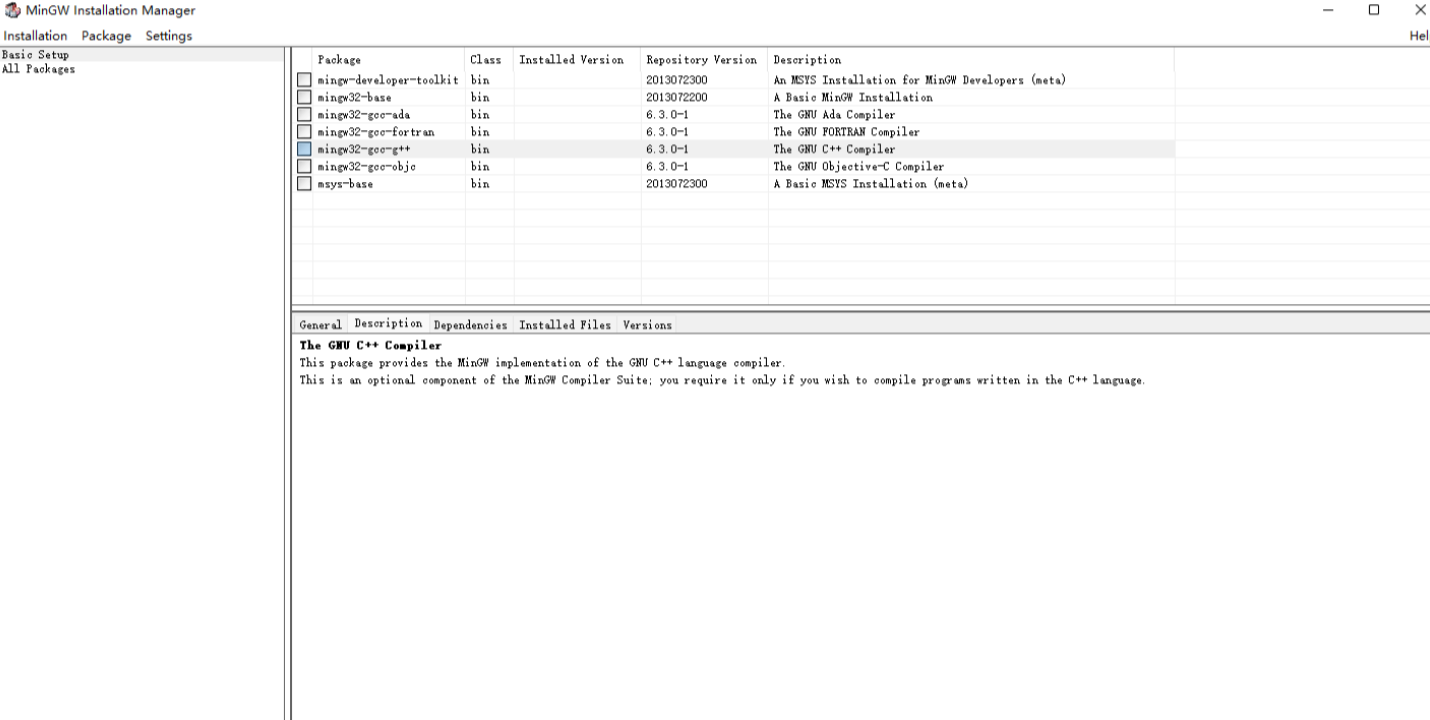 MinGW Installation Manager
Installation Package Settings Hel
Basic Setup
All Packages
Package Class Installed Version Repository Version Description
mingw-developer-toolkit bin 2013072300 An MSYS Installation for MinGW Developers (meta)
mingw32-base bin 2013072200 A Basic MinGW Installation
mingw32-gcc-ada bin 6.3.0-1 The GNU Ada Compiler
mingw32-gcc-fortran bin 6.3.0-1 The GNU FORTRAN Compiler
mingw32-gcc-g++ bin 6.3.0-1 The GNU C++ Compiler
mingw32-gcc-objc bin 6.3.0-1 The GNU Objective-C Compiler
msys-base bin 2013072300 A Basic MSYS Installation (meta)
General Description Dependencies Installed Files Versions
The GNU C++ Compiler
This package provides the MinGW implementation of the GNU C++ language compiler.
This is an optional component of the MinGW Compiler Suite; you require it only if you wish to compile programs written in the C++ language.